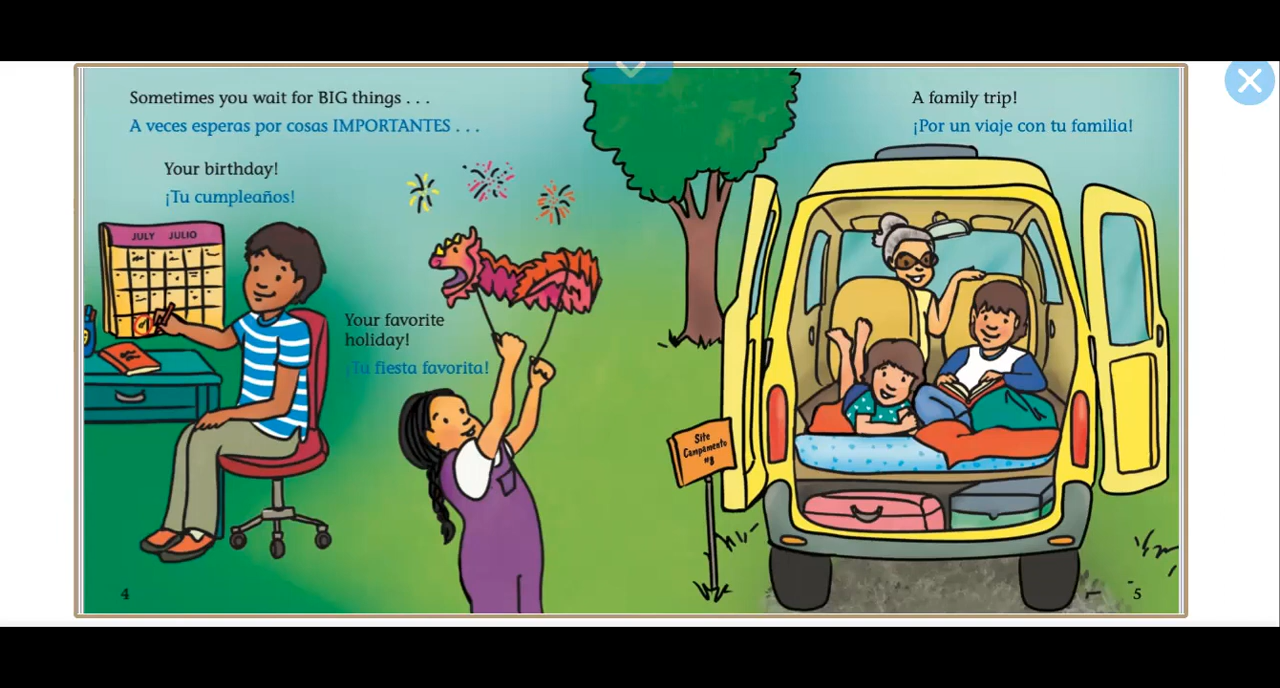 Sometimes you wait for BIG things . . .
A veces esperas por cosas IMPORTANTES . . .
Your birthday!
¡Tu cumpleaños!
JULY JULIO
Your favorite
holiday!
¡Tu fiesta favorita!
4
A family trip!
¡Por un viaje con tu familia!
Site
Campamento
#8
5